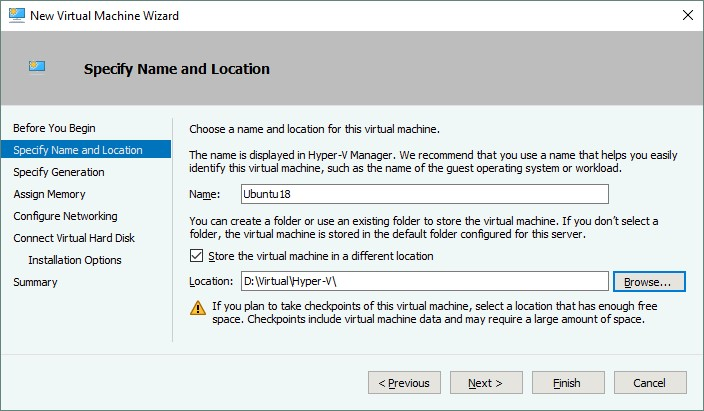 New Virtual Machine Wizard
Specify Name and Location
Before You Begin
Specify Name and Location
Specify Generation
Assign Memory
Configure Networking
Connect Virtual Hard Disk
Installation Options
Summary
Choose a name and location for this virtual machine.
The name is displayed in Hyper-V Manager. We recommend that you use a name that helps you easily
identify this virtual machine, such as the name of the guest operating system or workload.
Name: Ubuntu18
You can create a folder or use an existing folder to store the virtual machine. If you don't select a
folder, the virtual machine is stored in the default folder configured for this server.
Store the virtual machine in a different location
Location: D:\Virtual\Hyper-V\ Browse...
If you plan to take checkpoints of this virtual machine, select a location that has enough free
space. Checkpoints include virtual machine data and may require a large amount of space.
< Previous Next > Finish Cancel